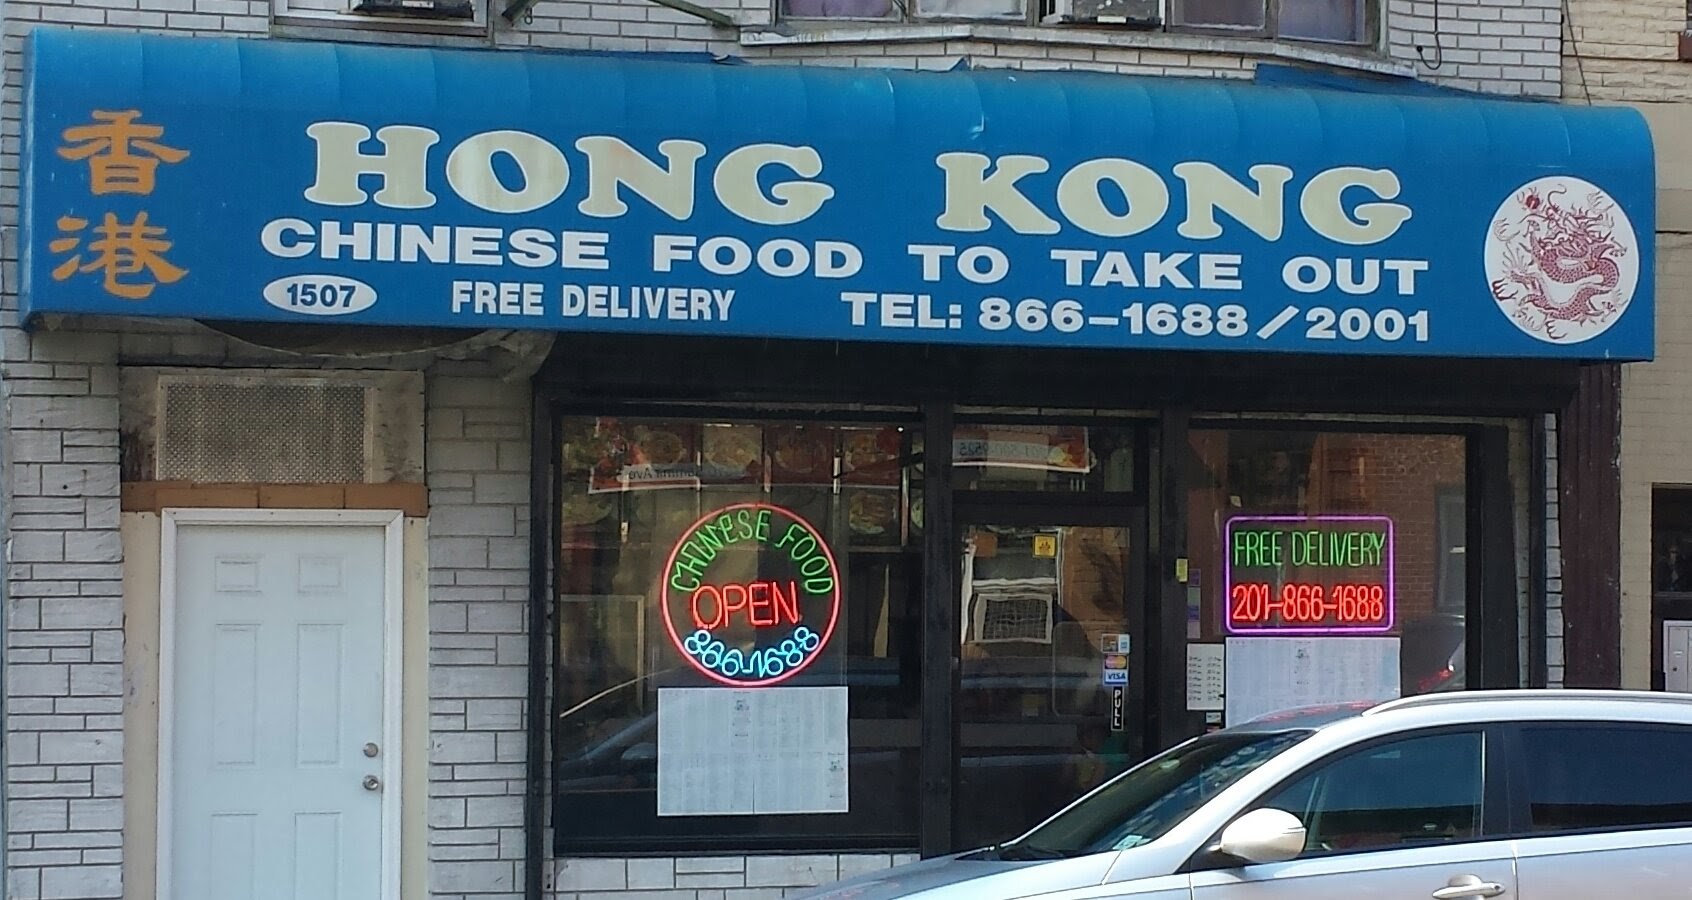 香港
HONG KONG
CHINESE FOOD TO TAKE OUT
1507 FREE DELIVERY TEL: 866-1688/2001
CHINESE FOOD
OPEN
866-1688
FREE DELIVERY
201-866-1688
VISA
PULL